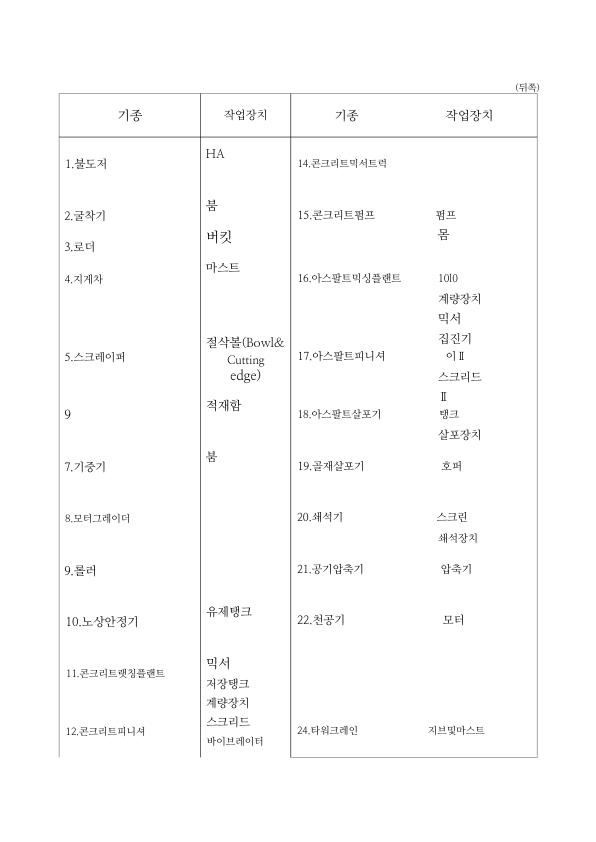 (뒤쪽)
기종 작업장치 기종 작업장치
1.불도저 HA 14.콘크리트믹서트럭
2.굴착기 붐 15.콘크리트펌프 펌프
3.로더 버킷 몸
4.지게차 마스트 16.아스팔트믹싱플랜트 10l0
계량장치
믹서
집진기
5.스크레이퍼 절삭볼(Bowl& 17.아스팔트피니셔 이Ⅱ
Cutting
edge) 스크리드
Ⅱ
9 적재함 18.아스팔트살포기 탱크
살포장치
7.기중기 붐 19.골재살포기 호퍼
8.모터그레이더 20.쇄석기 스크린
쇄석장치
9.롤러 21.공기압축기 압축기
10.노상안정기 유제탱크 22.천공기 모터
11.콘크리트뱃칭플랜트 믹서
저장탱크
계량장치
12.콘크리트피니셔 스크리드 24.타워크레인 지브및마스트
바이브레이터